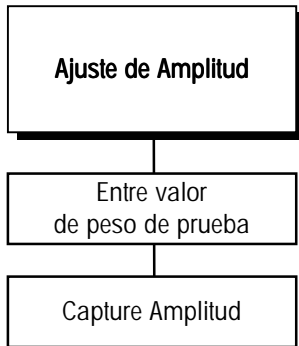 Ajuste de Amplitud
Entre valor
de peso de prueba
Capture Amplitud